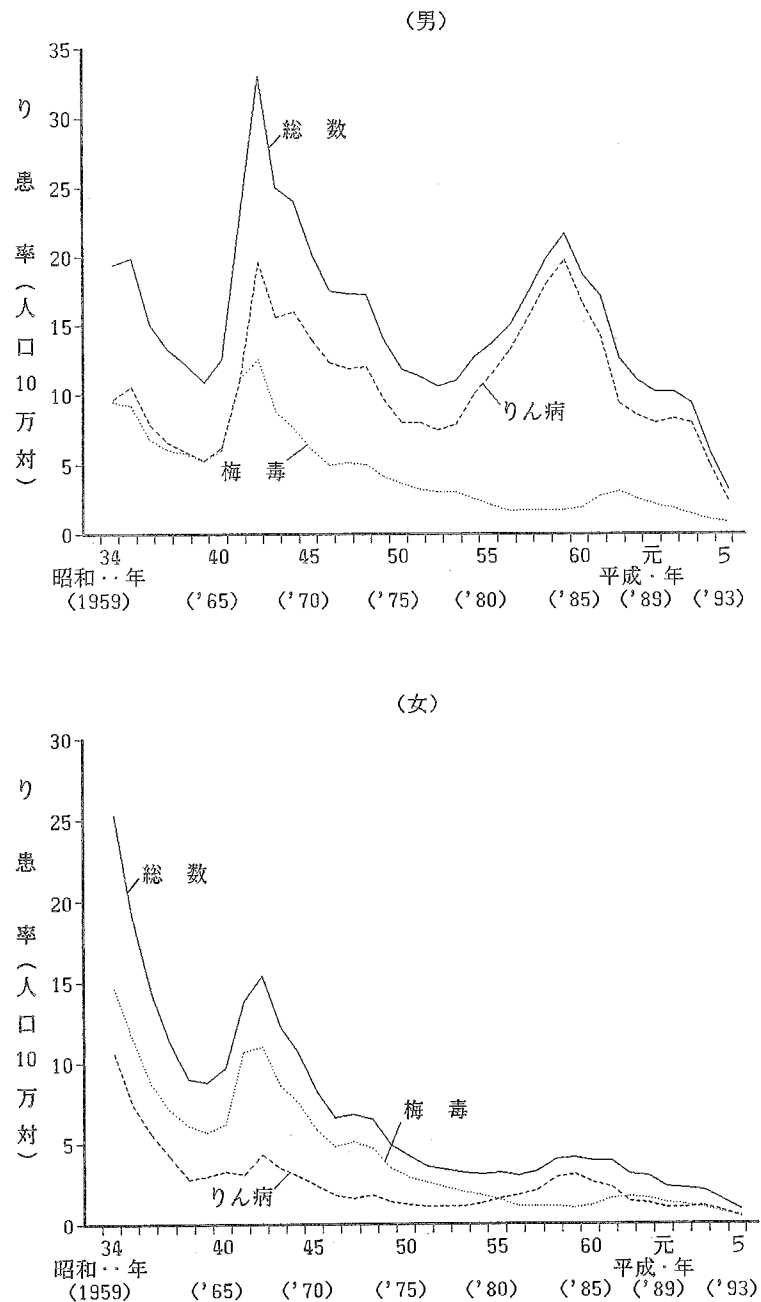 （男）
り患率（人口10万対）
35
30
25
20
15
10
5
0
総　数
りん病
梅　毒
34 40 45 50 55 60 元 5
昭和‥年 平成・年
（1959） （’65） （’70） （’75） （’80） （’85） （’89） （’93）
（女）
り患率（人口10万対）
30
25
20
15
10
5
0
総　数
梅　毒
りん病
34 40 45 50 55 60 元 5
昭和‥年 平成・年
（1959） （’65） （’70） （’75） （’80） （’85） （’89） （’93）